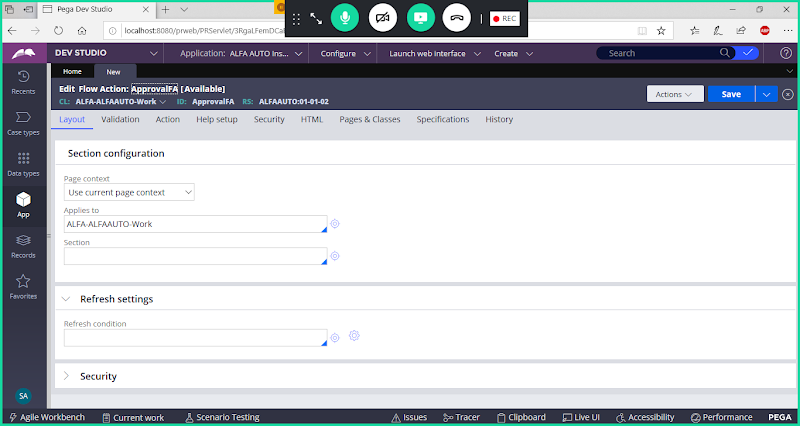 Pega Dev Studio
localhost:8080/prweb/PRServlet/3RgaLFemDCa
REC
ABP
DEV STUDIO
Application: ALFA AUTO Ins...
Configure
Launch web interface
Create
Search
Home
New
Edit Flow Action: ApprovalFA [Available]
CL: ALFA-ALFAAUTO-Work
ID: ApprovalFA
RS: ALFAAUTO:01-01-02
Actions
Save
Recents
Case types
Data types
App
Records
Favorites
SA
Layout
Validation
Action
Help setup
Security
HTML
Pages & Classes
Specifications
History
Section configuration
Page context
Use current page context
Applies to
ALFA-ALFAAUTO-Work
Section
Refresh settings
Refresh condition
Security
Agile Workbench
Current work
Scenario Testing
Issues
Tracer
Clipboard
Live UI
Accessibility
Performance
PEGA